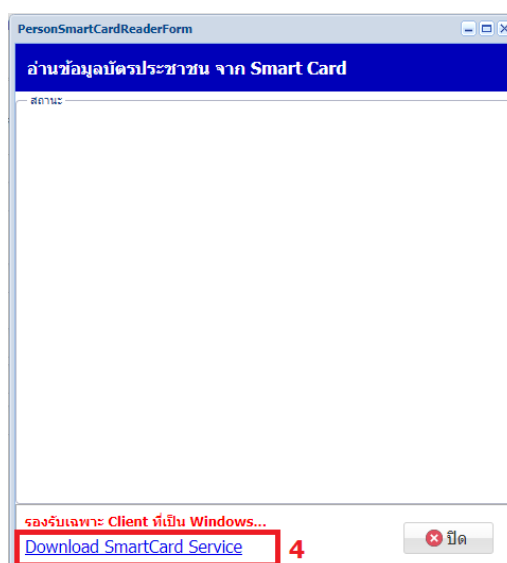 PersonSmartCardReaderForm
อ่านข้อมูลบัตรประชาชน จาก Smart Card
สถานะ
รองรับเฉพาะ Client ที่เป็น Windows...
Download SmartCard Service
4
ปิด